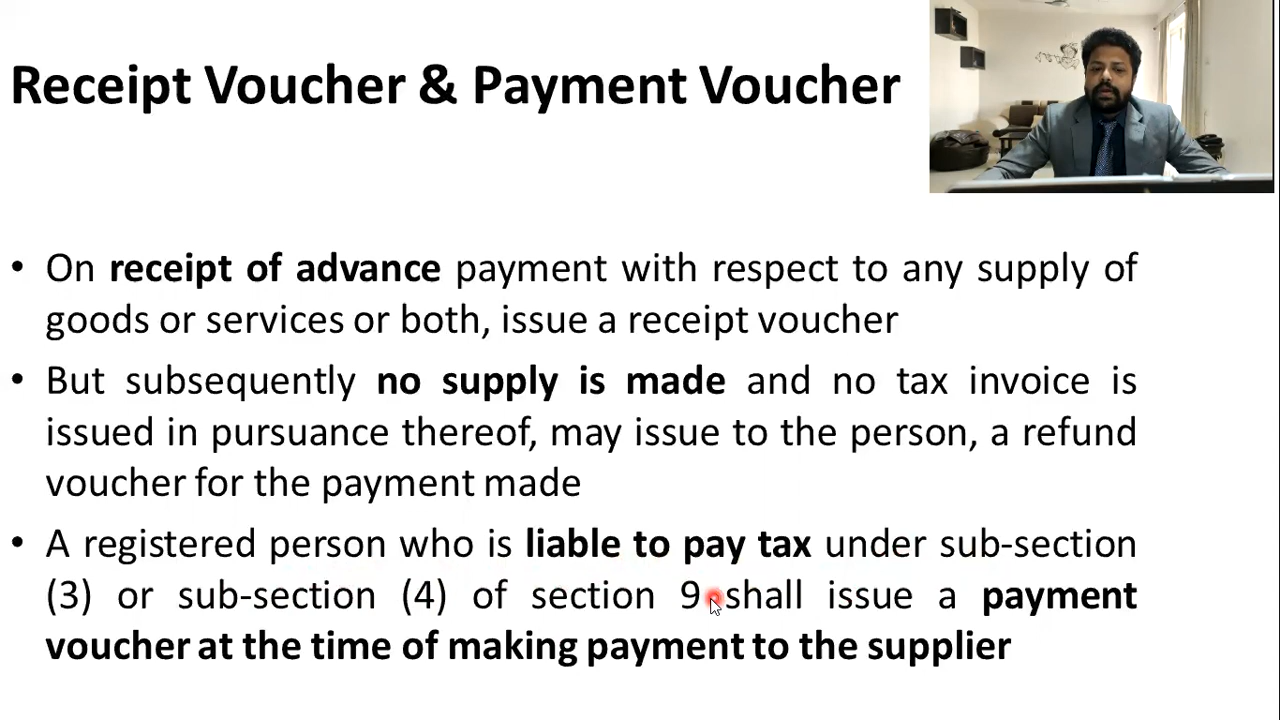 Receipt Voucher & Payment Voucher
• On receipt of advance payment with respect to any supply of
goods or services or both, issue a receipt voucher
• But subsequently no supply is made and no tax invoice is
issued in pursuance thereof, may issue to the person, a refund
voucher for the payment made
• A registered person who is liable to pay tax under sub-section
(3) or sub-section (4) of section 9 shall issue a payment
voucher at the time of making payment to the supplier